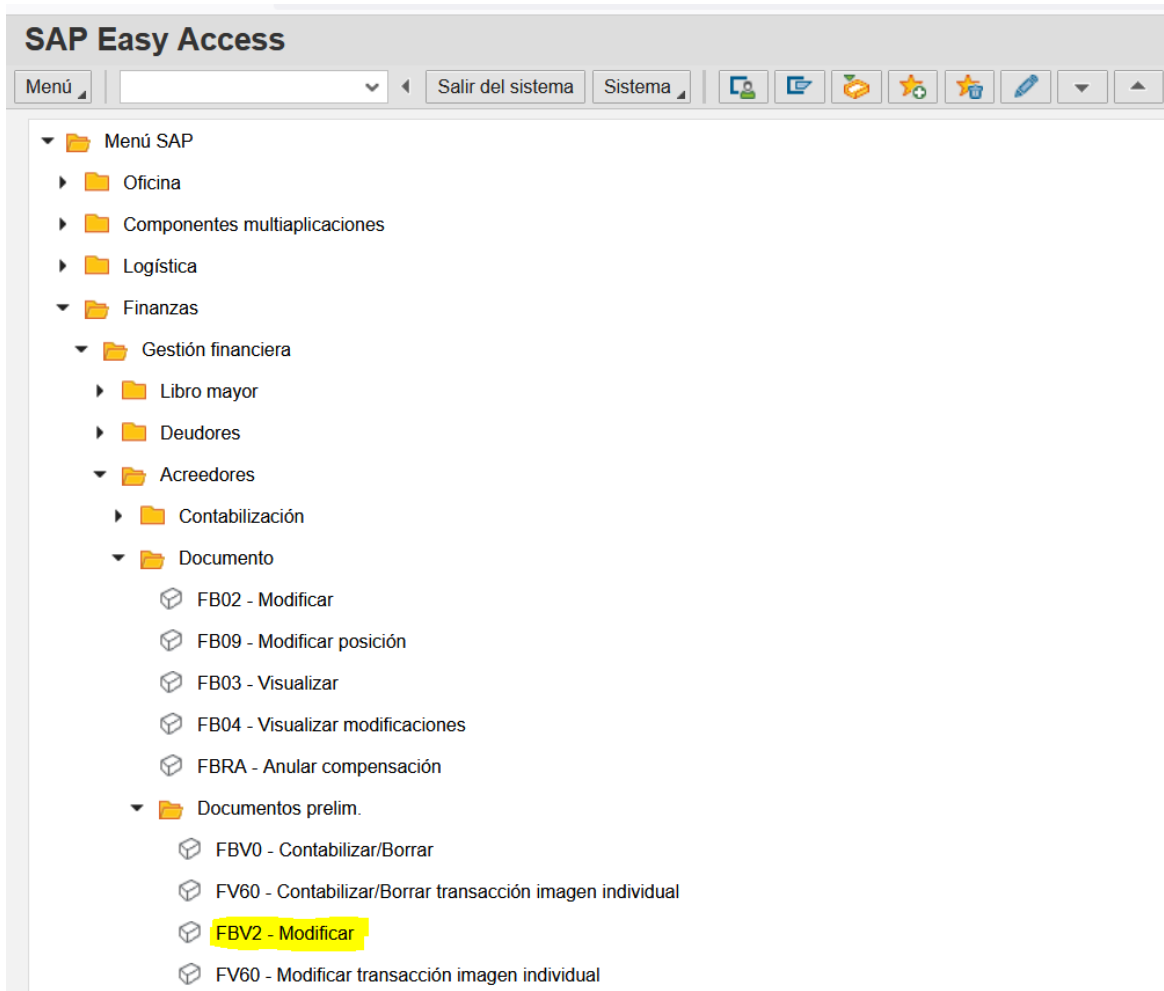 SAP Easy Access
Menú Salir del sistema Sistema
Menú SAP
Oficina
Componentes multiaplicaciones
Logística
Finanzas
Gestión financiera
Libro mayor
Deudores
Acreedores
Contabilización
Documento
FB02 - Modificar
FB09 - Modificar posición
FB03 - Visualizar
FB04 - Visualizar modificaciones
FBRA - Anular compensación
Documentos prelim.
FBV0 - Contabilizar/Borrar
FV60 - Contabilizar/Borrar transacción imagen individual
FBV2 - Modificar
FV60 - Modificar transacción imagen individual